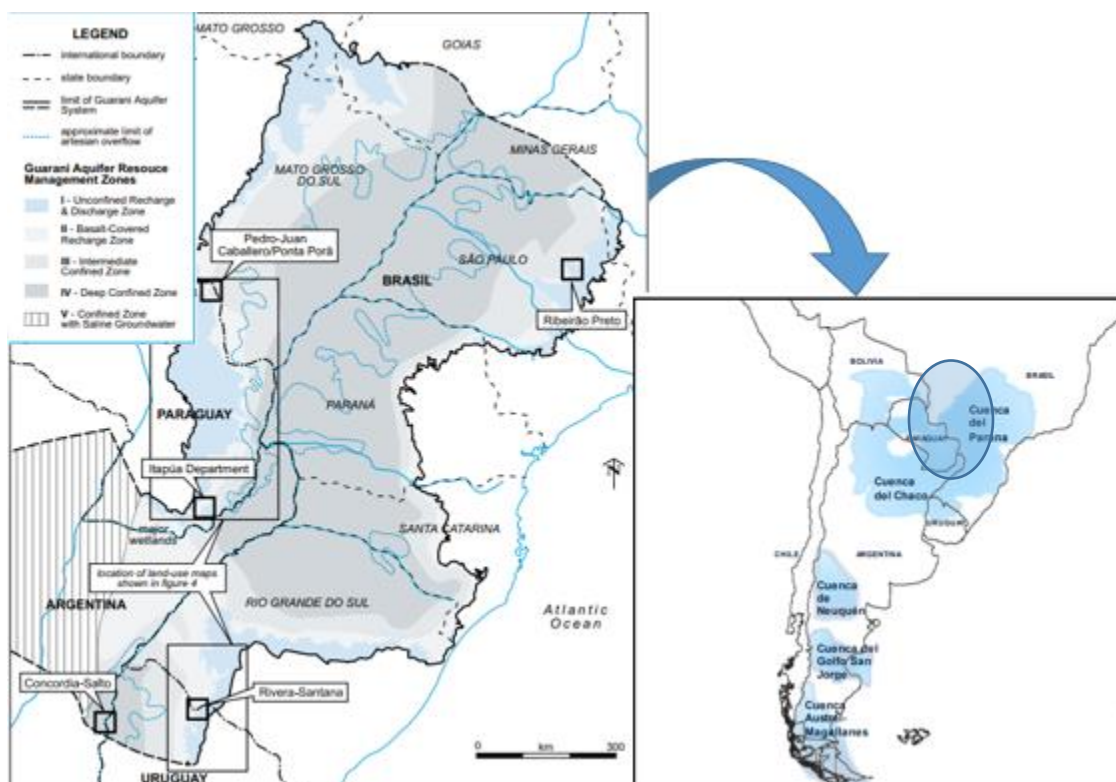 LEGEND
international boundary
state boundary
limit of Guarani Aquifer
System
approximate limit of
artesian overflow
Guarani Aquifer Resouce
Management Zones
I - Unconfined Recharge
& Discharge Zone
II - Basalt-Covered
Recharge Zone
III - Intermediate
Confined Zone
IV - Deep Confined Zone
V - Confined Zone
with Saline Groundwater
MATO GROSSO
GOIAS
MINAS GERAIS
MATO GROSSO
DO SUL
Pedro-Juan
Caballero/Ponta Porã
SÃO PAULO
BRASIL
Ribeirão Preto
PARAGUAY
PARANÁ
Itapúa Department
major
wetlands
SANTA CATARINA
location of land-use maps
shown in figure 4
ARGENTINA
RIO GRANDE DO SUL
Atlantic
Ocean
Concordia-Salto
Rivera-Santana
0 km 300
URUGUAY
N
BOLIVIA
BRASIL
Cuenca
del
Paraná
PARAGUAY
Cuenca
del Chaco
URUGUAY
CHILE
ARGENTINA
Cuenca
de
Neuquén
Cuenca del
Golfo San
Jorge
Cuenca
Austral-
Magallanes